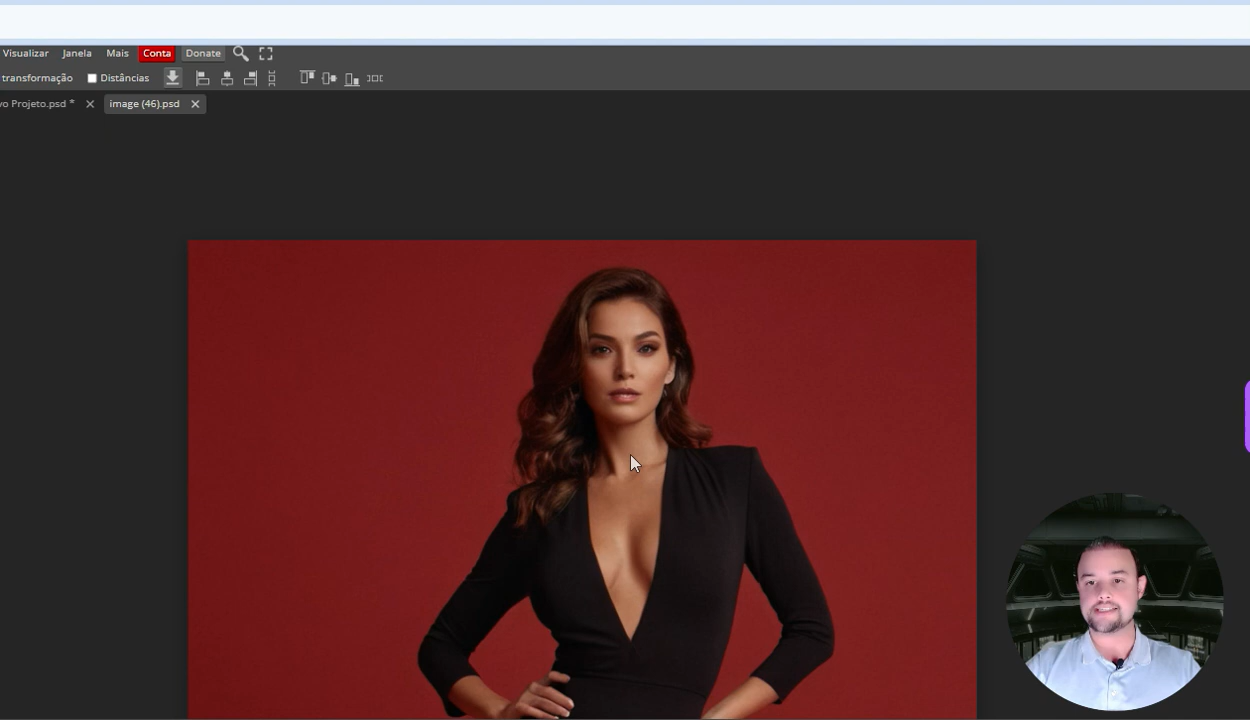 Visualizar Janela Mais Conta Donate
transformação Distâncias
vo Projeto.psd * image (46).psd